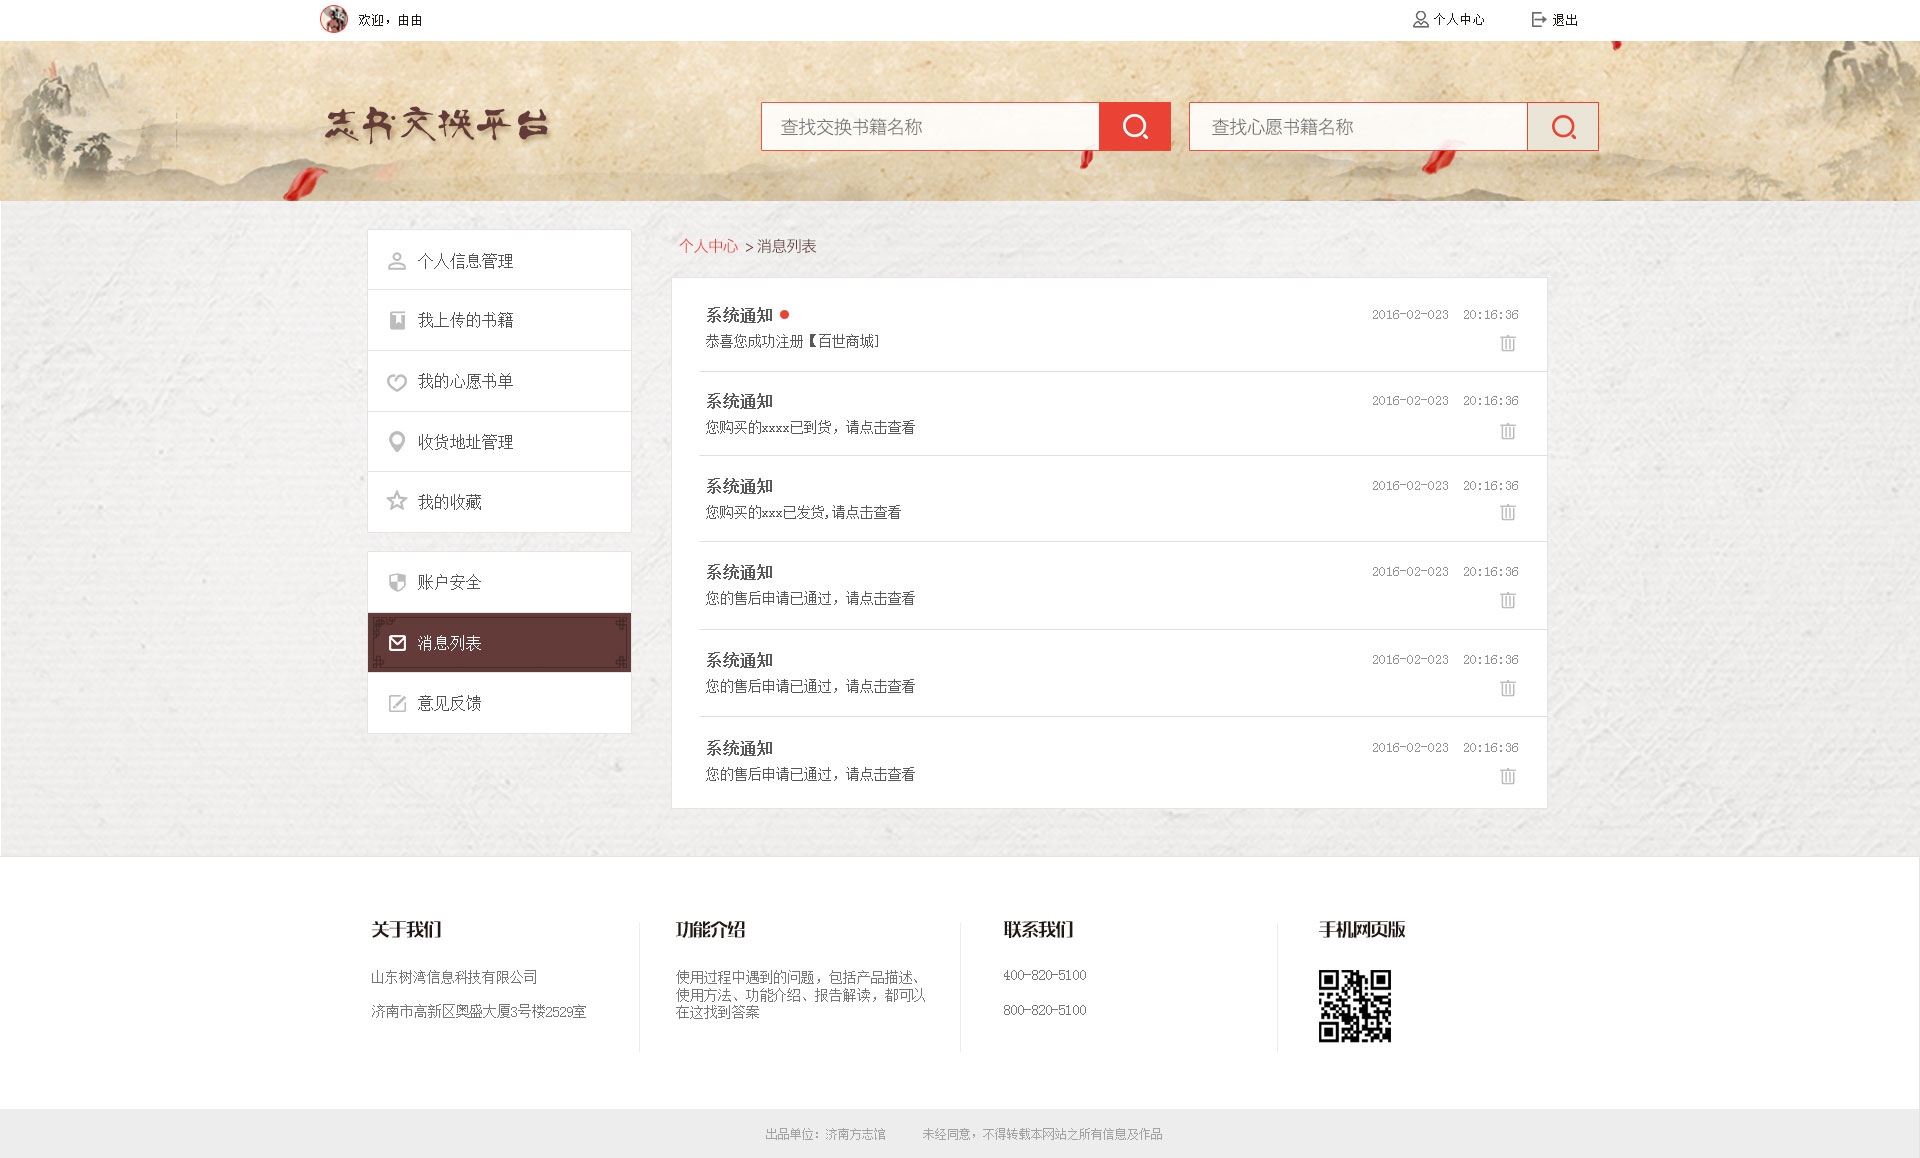 欢迎，由由
个人中心
退出
志书交换平台
查找交换书籍名称
查找心愿书籍名称
个人信息管理
我上传的书籍
我的心愿书单
收货地址管理
我的收藏
账户安全
消息列表
意见反馈
个人中心 > 消息列表
系统通知
2016-02-023 20:16:36
恭喜您成功注册【百世商城]
系统通知
2016-02-023 20:16:36
您购买的xxxx已到货，请点击查看
系统通知
2016-02-023 20:16:36
您购买的xxx已发货,请点击查看
系统通知
2016-02-023 20:16:36
您的售后申请已通过，请点击查看
系统通知
2016-02-023 20:16:36
您的售后申请已通过，请点击查看
系统通知
2016-02-023 20:16:36
您的售后申请已通过，请点击查看
关于我们
山东树湾信息科技有限公司
济南市高新区奥盛大厦3号楼2529室
功能介绍
使用过程中遇到的问题，包括产品描述、
使用方法、功能介绍、报告解读，都可以
在这找到答案
联系我们
400-820-5100
800-820-5100
手机网页版
出品单位：济南方志馆
未经同意，不得转载本网站之所有信息及作品